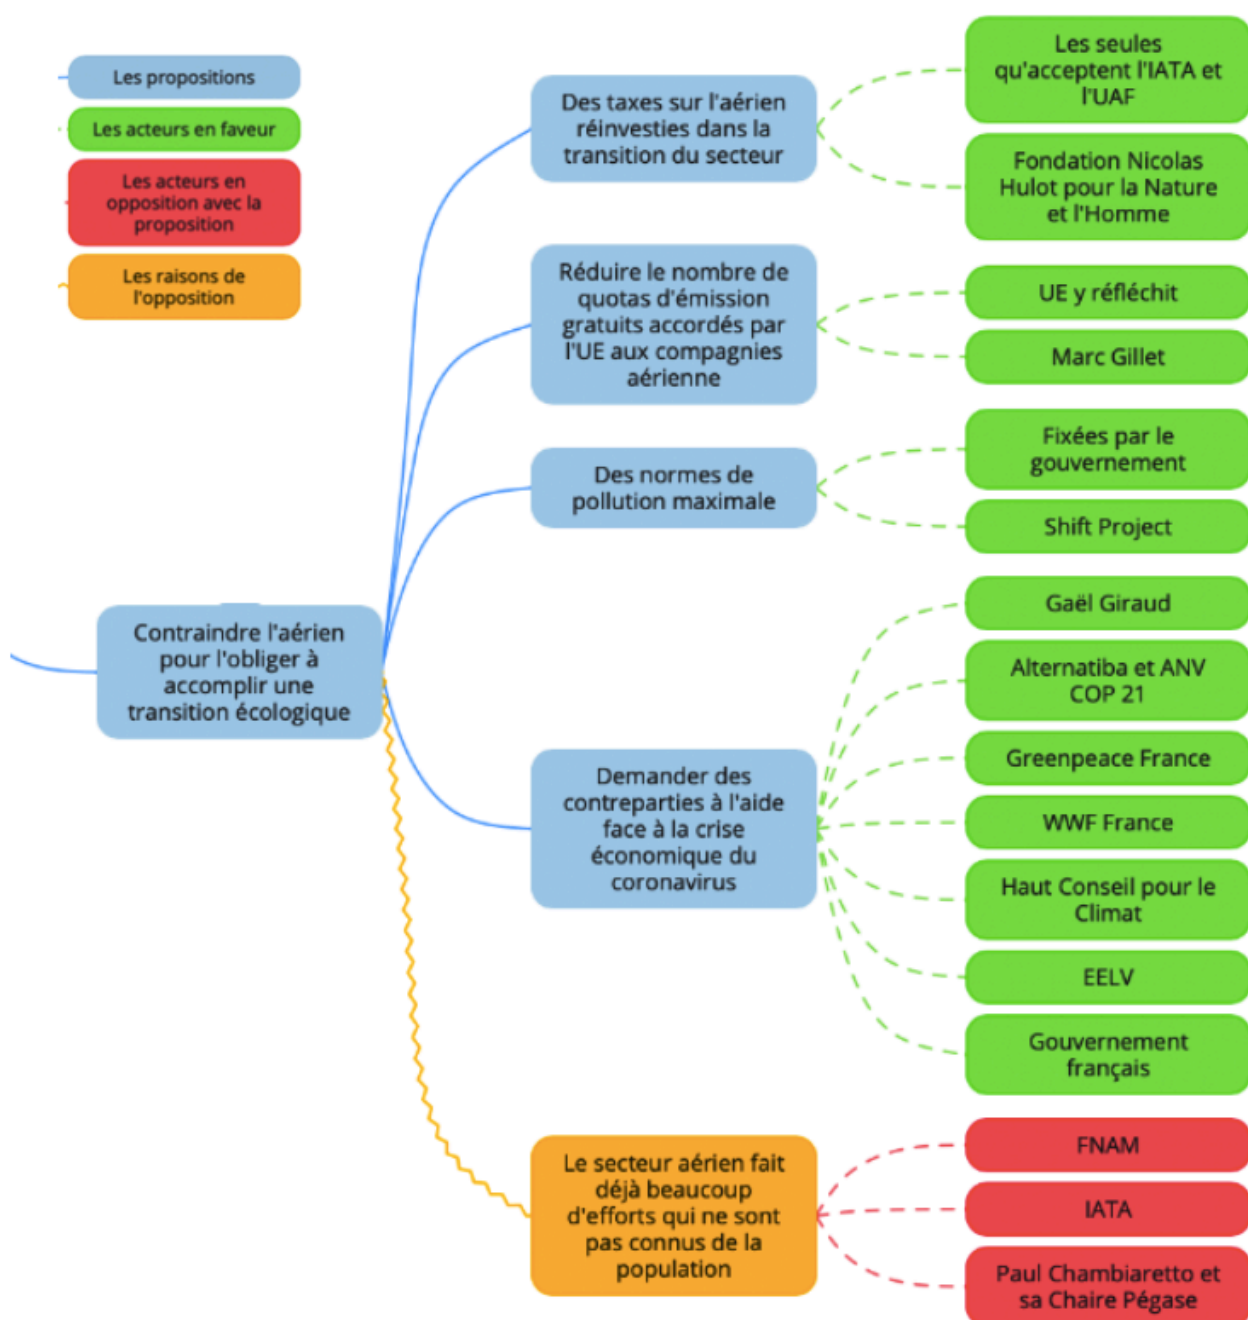 Les propositions
Les acteurs en faveur
Les acteurs en
opposition avec la
proposition
Les raisons de
l'opposition
Contraindre l'aérien
pour l'obliger à
accomplir une
transition écologique
Des taxes sur l'aérien
réinvesties dans la
transition du secteur
Les seules
qu'acceptent l'IATA et
l'UAF
Fondation Nicolas
Hulot pour la Nature
et l'Homme
Réduire le nombre de
quotas d'émission
gratuits accordés par
l'UE aux compagnies
aérienne
UE y réfléchit
Marc Gillet
Des normes de
pollution maximale
Fixées par le
gouvernement
Shift Project
Demander des
contreparties à l'aide
face à la crise
économique du
coronavirus
Gaël Giraud
Alternatiba et ANV
COP 21
Greenpeace France
WWF France
Haut Conseil pour le
Climat
EELV
Gouvernement
français
Le secteur aérien fait
déjà beaucoup
d'efforts qui ne sont
pas connus de la
population
FNAM
IATA
Paul Chambiaretto et
sa Chaire Pégase